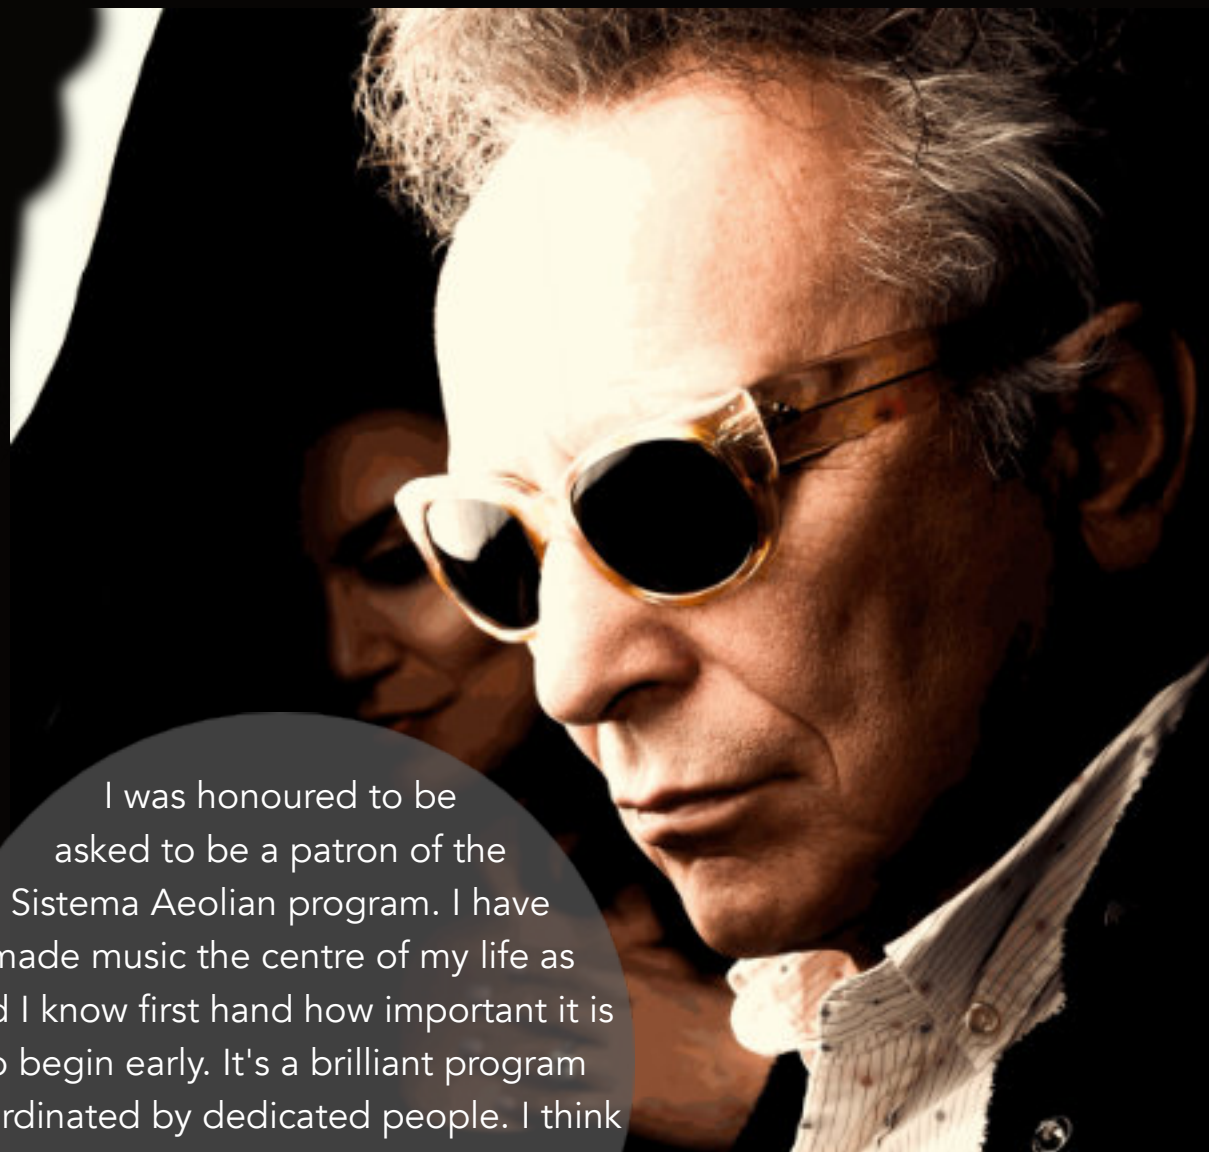 I was honoured to be
asked to be a patron of the
Sistema Aeolian program. I have
made music the centre of my life as
I know first hand how important it is
begin early. It's a brilliant program
by dedicated people. I think